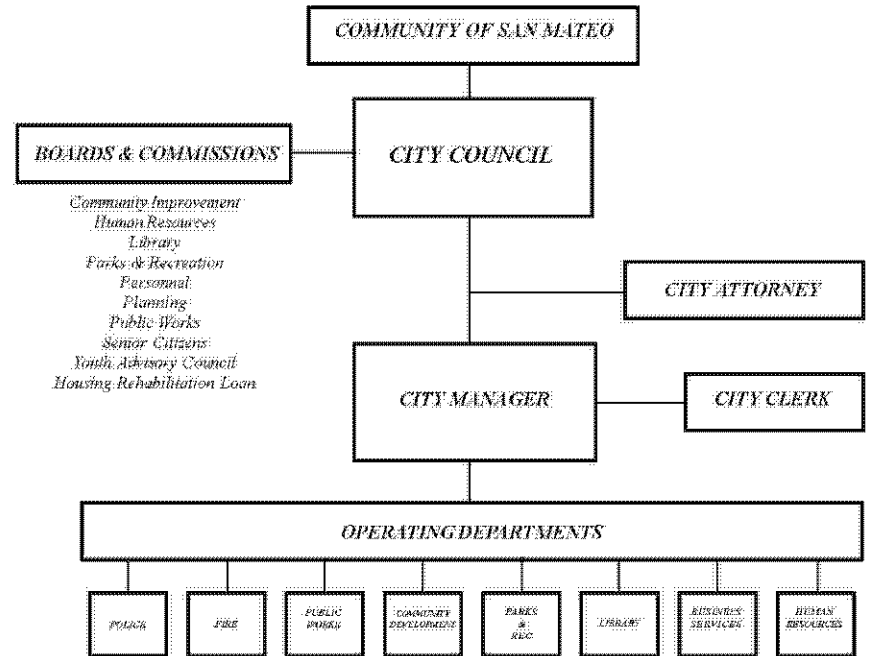 COMMUNITY OF SAN MATEO
CITY COUNCIL
BOARDS & COMMISSIONS
Community Improvement
Human Resources
Library
Parks & Recreation
Personnel
Planning
Public Works
Senior Citizens
Youth Advisory Council
Housing Rehabilitation Loan
CITY ATTORNEY
CITY MANAGER
CITY CLERK
OPERATING DEPARTMENTS
POLICE
FIRE
PUBLIC
WORKS
COMMUNITY
DEVELOPMENT
PARKS
&
REC
LIBRARY
BUSINESS
SERVICES
HUMAN
RESOURCES